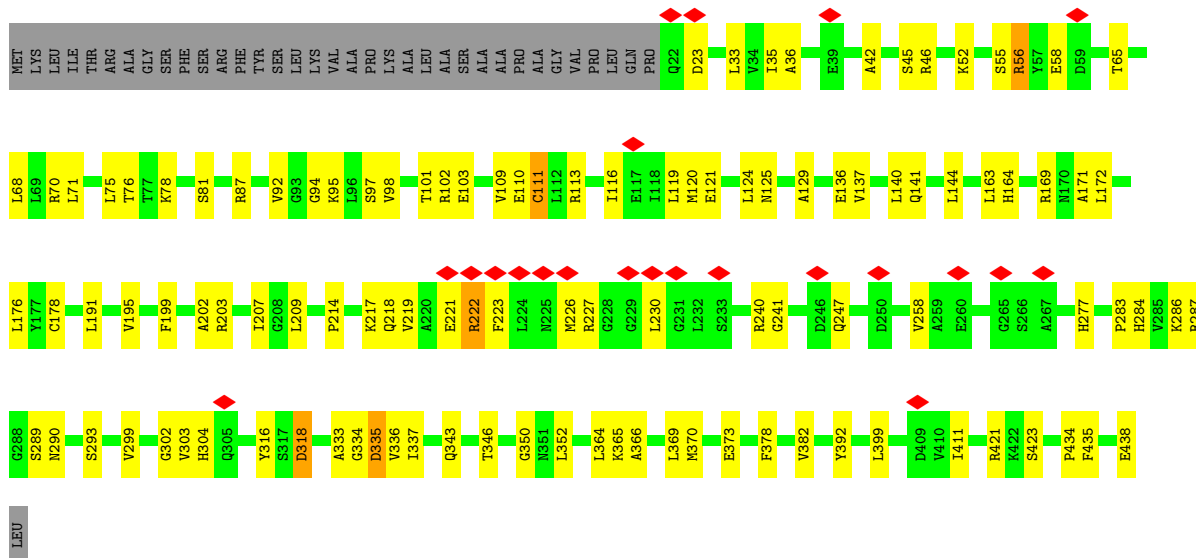 MET LYS LEU ILE THR ARG ALA GLY SER PHE SER ARG PHE TYR SER LEU LYS VAL ALA PRO LYS ALA LEU ALA SER ALA ALA PRO ALA GLY VAL PRO LEU GLN PRO Q22 D23 L33 V34 I35 A36 E39 A42 S45 R46 K52 S55 R56 Y57 E58 D59 T65
L68 L69 R70 L71 L75 T76 T77 K78 S81 R87 V92 G93 G94 K95 L96 S97 V98 T101 R102 E103 V109 E110 C111 L112 R113 I116 E117 I118 L119 M120 E121 L124 N125 A129 E136 V137 L140 Q141 L144 L163 H164 R169 N170 A171 L172
L176 Y177 C178 L191 V195 F199 A202 R203 I207 G208 L209 P214 K217 Q218 V219 A220 E221 R222 F223 L224 N225 M226 R227 G228 G229 L230 G231 L232 S233 R240 G241 D246 Q247 D250 V258 A259 E260 G265 S266 A267 H277 P283 H284 V285 K286 R287
G288 S289 N290 S293 V299 G302 V303 H304 Q305 Y316 S317 D318 A333 G334 D335 V336 I337 Q343 T346 G350 N351 L352 L364 K365 A366 L369 M370 E373 F378 V382 Y392 L399 D409 V410 I411 R421 K422 S423 P434 F435 E438
LEU